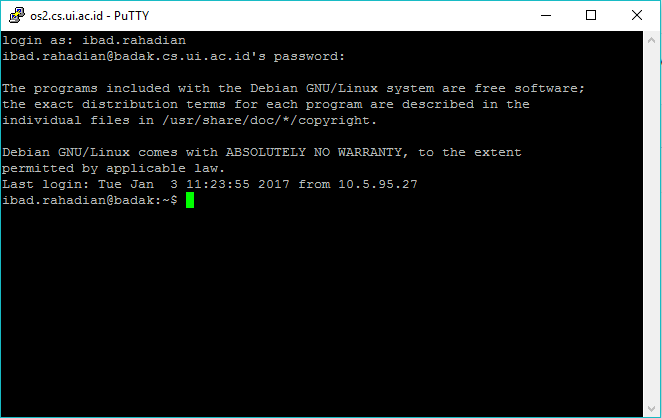 os2.cs.ui.ac.id - PuTTY
login as: ibad.rahadian
ibad.rahadian@badak.cs.ui.ac.id's password:
The programs included with the Debian GNU/Linux system are free software;
the exact distribution terms for each program are described in the
individual files in /usr/share/doc/*/copyright.
Debian GNU/Linux comes with ABSOLUTELY NO WARRANTY, to the extent
permitted by applicable law.
Last login: Tue Jan  3 11:23:55 2017 from 10.5.95.27
ibad.rahadian@badak:~$